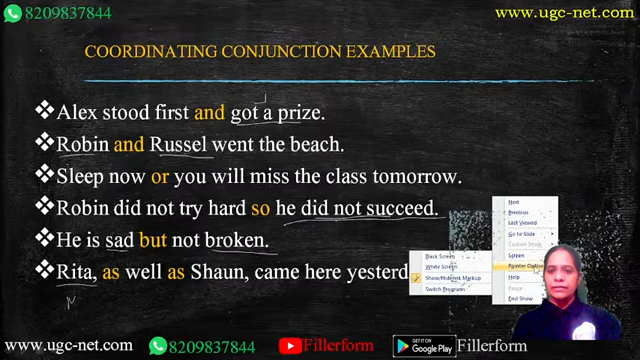 8209837844
www.ugc-net.com
COORDINATING CONJUNCTION EXAMPLES
❖Alex stood first and got a prize.
❖Robin and Russel went the beach.
❖Sleep now or you will miss the class tomorrow.
❖Robin did not try hard so he did not succeed.
❖He is sad but not broken.
❖Rita, as well as Shaun, came here yesterd
Next
Previous
Last Viewed
Go to Slide
Custom Show
Screen
Pointer Option
Help
Pause
End Show
Black Screen
White Screen
Show/Hide Ink Markup
Switch Programs
www.ugc-net.com
8209837844
Fillerform
GET IT ON
Google Play
Fillerform